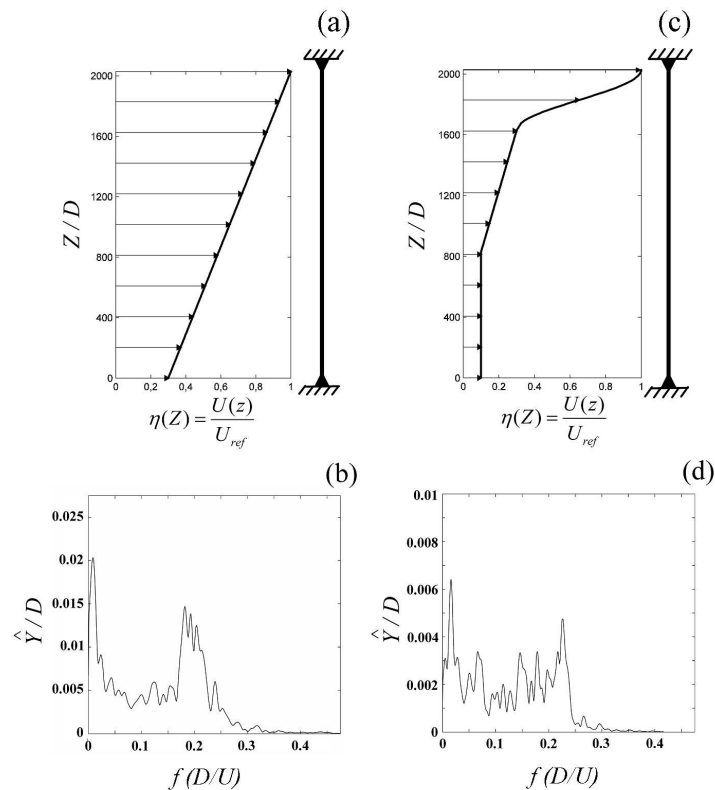 (a)
2000
1600
1200
800
400
0
Z / D
0 0,2 0,4 0,6 0,8 1
η(Z) = U(z) / U_ref
(c)
2000
1600
1200
800
400
0
Z / D
0 0.2 0.4 0.6 0.8 1
η(Z) = U(z) / U_ref
(b)
0.025
0.02
0.015
0.01
0.005
0
Ŷ / D
0 0.1 0.2 0.3 0.4
f (D/U)
(d)
0.01
0.008
0.006
0.004
0.002
0
Ŷ / D
0 0.1 0.2 0.3 0.4
f (D/U)